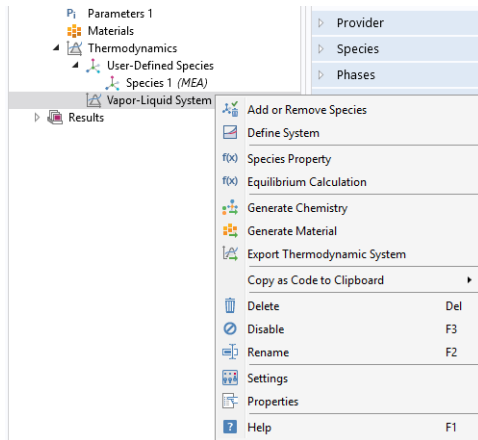 Pi Parameters 1
Materials
Thermodynamics
User-Defined Species
Species 1 (MEA)
Vapor-Liquid System
Results
Provider
Species
Phases
Add or Remove Species
Define System
f(x) Species Property
f(x) Equilibrium Calculation
Generate Chemistry
Generate Material
Export Thermodynamic System
Copy as Code to Clipboard
Delete Del
Disable F3
Rename F2
Settings
Properties
? Help F1